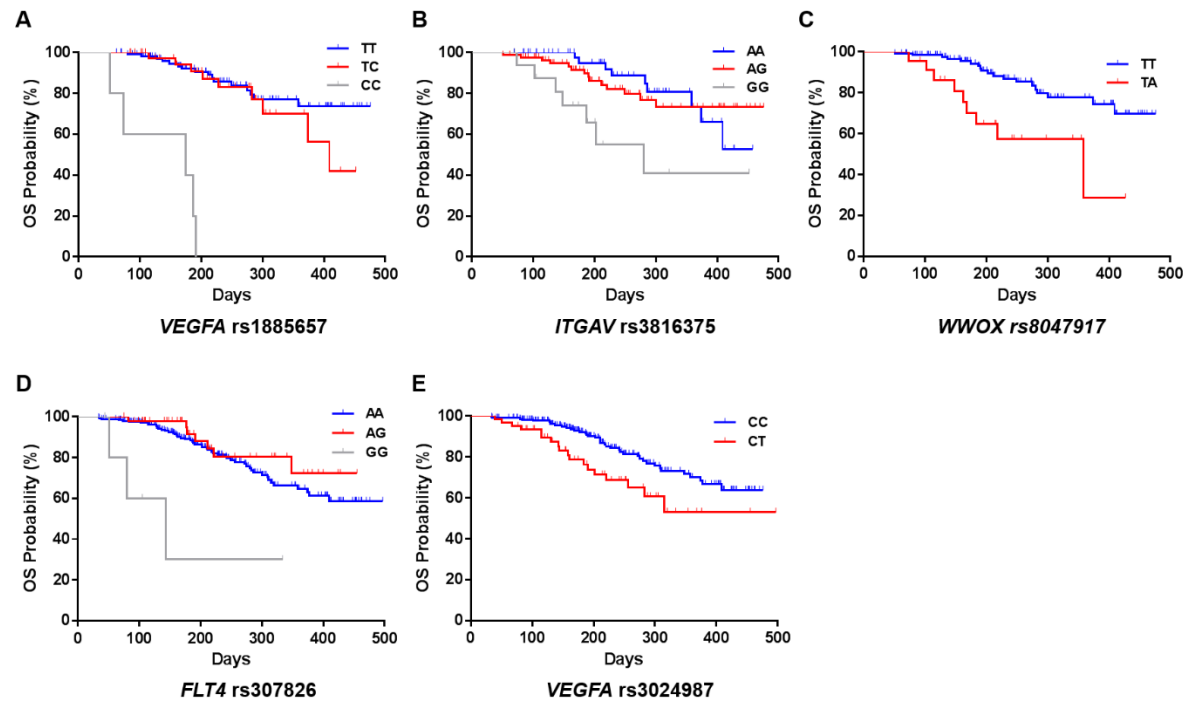 A
OS Probability (%)
100
80
60
40
20
0
0 100 200 300 400 500
Days
TT
TC
CC
VEGFA rs1885657
B
OS Probability (%)
100
80
60
40
20
0
0 100 200 300 400 500
Days
AA
AG
GG
ITGAV rs3816375
C
OS Probability (%)
100
80
60
40
20
0
0 100 200 300 400 500
Days
TT
TA
WWOX rs8047917
D
OS Probability (%)
100
80
60
40
20
0
0 100 200 300 400 500
Days
AA
AG
GG
FLT4 rs307826
E
OS Probability (%)
100
80
60
40
20
0
0 100 200 300 400 500
Days
CC
CT
VEGFA rs3024987